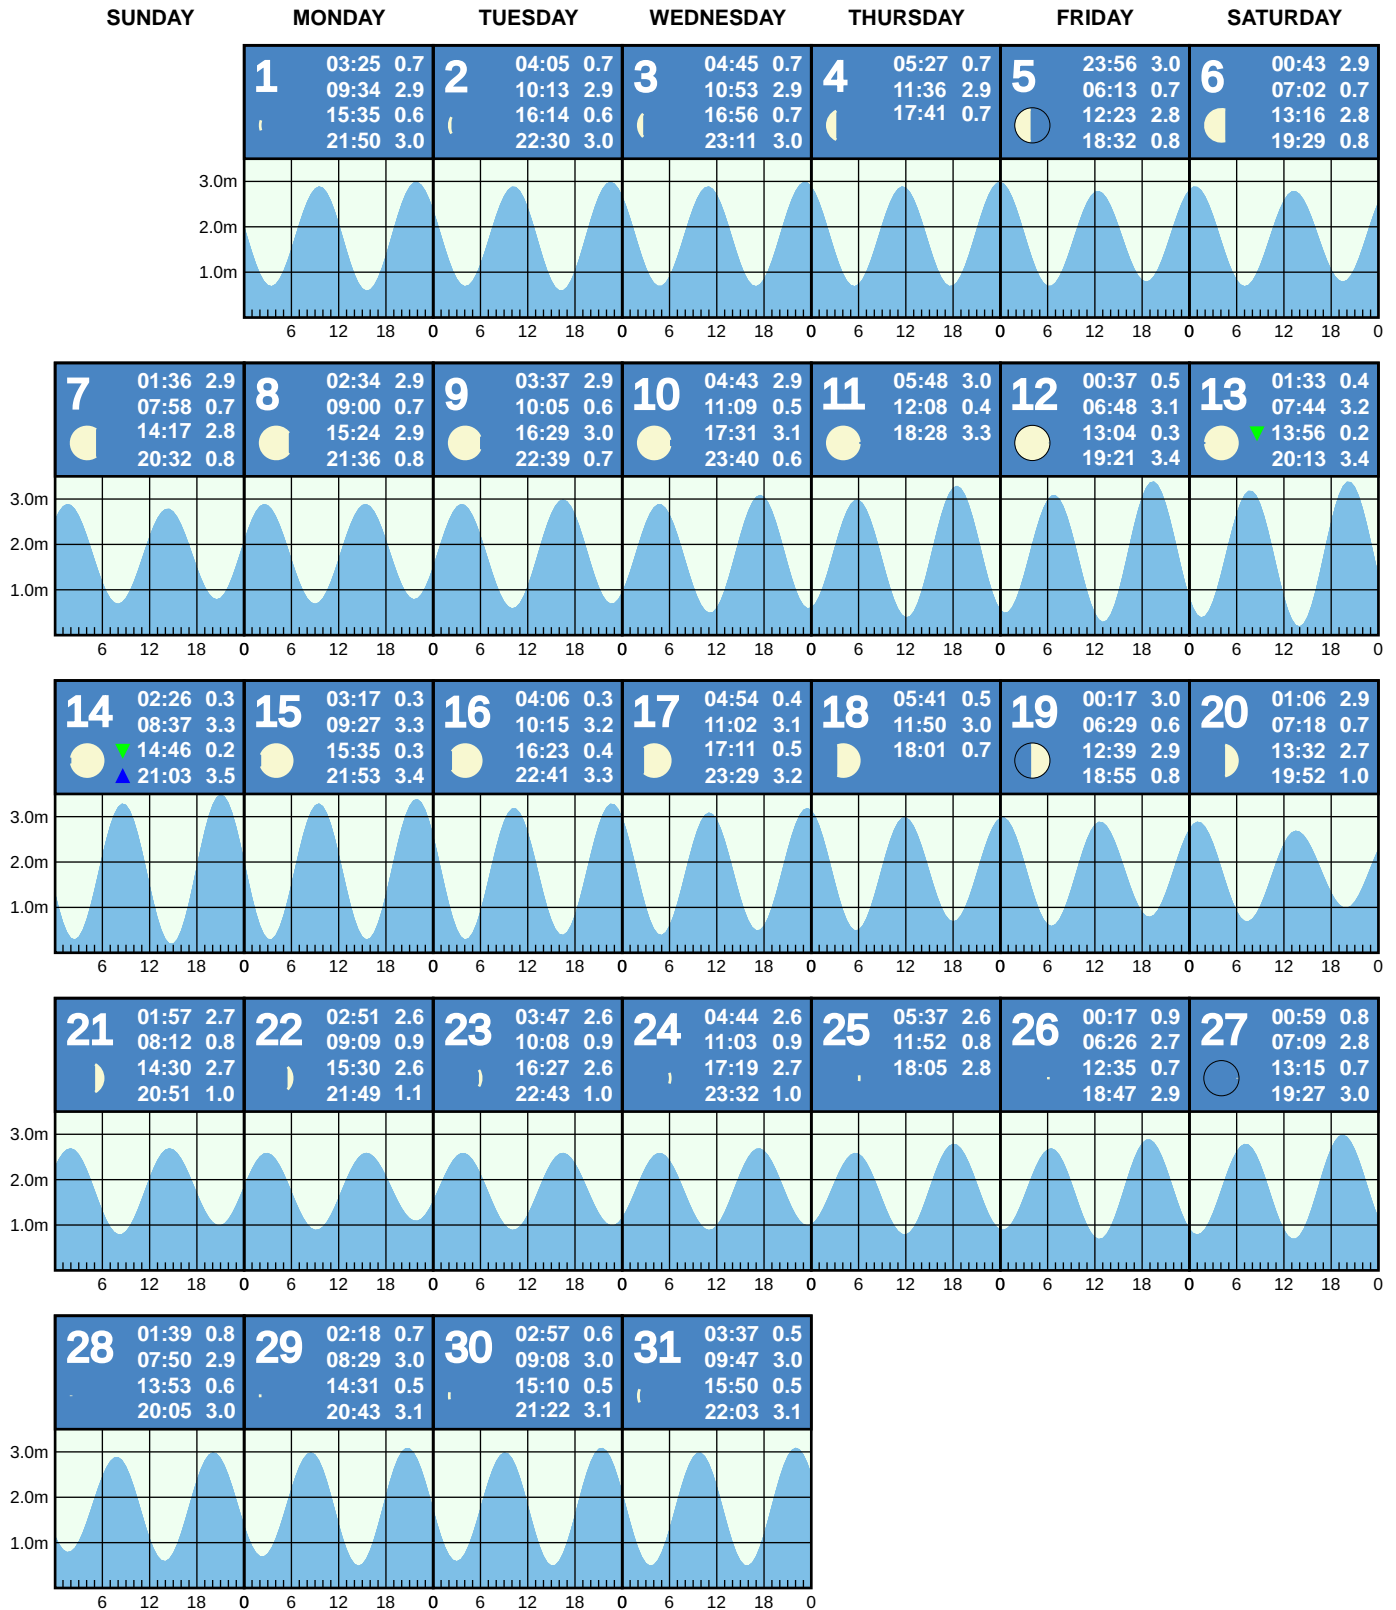 SUNDAY MONDAY TUESDAY WEDNESDAY THURSDAY FRIDAY SATURDAY
1 03:25 0.7
09:34 2.9
15:35 0.6
21:50 3.0
2 04:05 0.7
10:13 2.9
16:14 0.6
22:30 3.0
3 04:45 0.7
10:53 2.9
16:56 0.7
23:11 3.0
4 05:27 0.7
11:36 2.9
17:41 0.7
5 23:56 3.0
06:13 0.7
12:23 2.8
18:32 0.8
6 00:43 2.9
07:02 0.7
13:16 2.8
19:29 0.8
3.0m
2.0m
1.0m
6 12 18 0 6 12 18 0 6 12 18 0 6 12 18 0 6 12 18 0 6 12 18 0
7 01:36 2.9
07:58 0.7
14:17 2.8
20:32 0.8
8 02:34 2.9
09:00 0.7
15:24 2.9
21:36 0.8
9 03:37 2.9
10:05 0.6
16:29 3.0
22:39 0.7
10 04:43 2.9
11:09 0.5
17:31 3.1
23:40 0.6
11 05:48 3.0
12:08 0.4
18:28 3.3
12 00:37 0.5
06:48 3.1
13:04 0.3
19:21 3.4
13 01:33 0.4
07:44 3.2
13:56 0.2
20:13 3.4
3.0m
2.0m
1.0m
6 12 18 0 6 12 18 0 6 12 18 0 6 12 18 0 6 12 18 0 6 12 18 0 6 12 18 0
14 02:26 0.3
08:37 3.3
14:46 0.2
21:03 3.5
15 03:17 0.3
09:27 3.3
15:35 0.3
21:53 3.4
16 04:06 0.3
10:15 3.2
16:23 0.4
22:41 3.3
17 04:54 0.4
11:02 3.1
17:11 0.5
23:29 3.2
18 05:41 0.5
11:50 3.0
18:01 0.7
19 00:17 3.0
06:29 0.6
12:39 2.9
18:55 0.8
20 01:06 2.9
07:18 0.7
13:32 2.7
19:52 1.0
3.0m
2.0m
1.0m
6 12 18 0 6 12 18 0 6 12 18 0 6 12 18 0 6 12 18 0 6 12 18 0 6 12 18 0
21 01:57 2.7
08:12 0.8
14:30 2.7
20:51 1.0
22 02:51 2.6
09:09 0.9
15:30 2.6
21:49 1.1
23 03:47 2.6
10:08 0.9
16:27 2.6
22:43 1.0
24 04:44 2.6
11:03 0.9
17:19 2.7
23:32 1.0
25 05:37 2.6
11:52 0.8
18:05 2.8
26 00:17 0.9
06:26 2.7
12:35 0.7
18:47 2.9
27 00:59 0.8
07:09 2.8
13:15 0.7
19:27 3.0
3.0m
2.0m
1.0m
6 12 18 0 6 12 18 0 6 12 18 0 6 12 18 0 6 12 18 0 6 12 18 0 6 12 18 0
28 01:39 0.8
07:50 2.9
13:53 0.6
20:05 3.0
29 02:18 0.7
08:29 3.0
14:31 0.5
20:43 3.1
30 02:57 0.6
09:08 3.0
15:10 0.5
21:22 3.1
31 03:37 0.5
09:47 3.0
15:50 0.5
22:03 3.1
3.0m
2.0m
1.0m
6 12 18 0 6 12 18 0 6 12 18 0 6 12 18 0